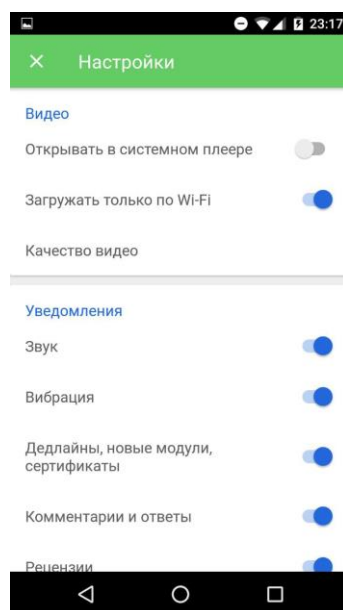 23:17
Настройки
Видео
Открывать в системном плеере
Загружать только по Wi-Fi
Качество видео
Уведомления
Звук
Вибрация
Дедлайны, новые модули,
сертификаты
Комментарии и ответы
Рецензии